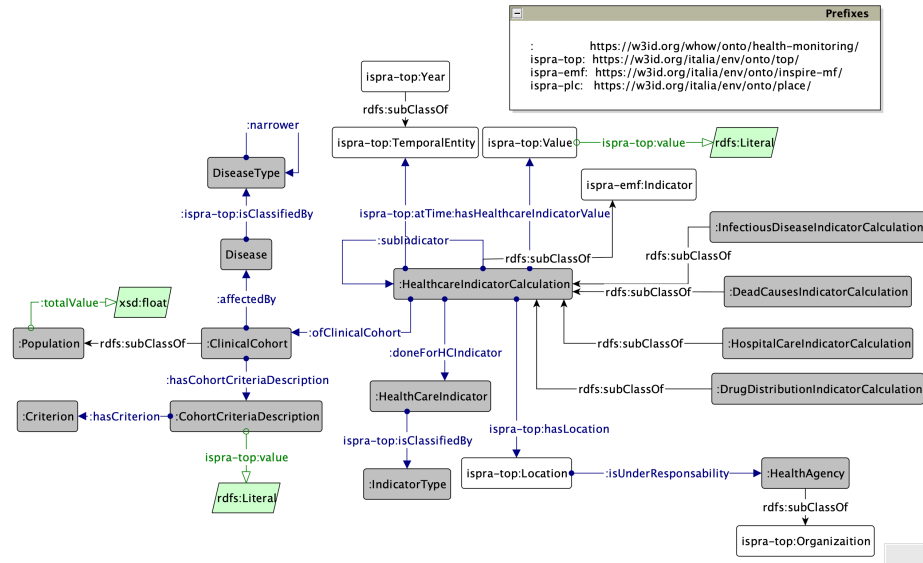 Prefixes
: https://w3id.org/whow/onto/health-monitoring/
ispra-top: https://w3id.org/italia/env/onto/top/
ispra-emf: https://w3id.org/italia/env/onto/inspire-mf/
ispra-plc: https://w3id.org/italia/env/onto/place/
ispra-top:Year
rdfs:subClassOf
:narrower
ispra-top:TemporalEntity
ispra-top:Value
ispra-top:value
rdfs:Literal
DiseaseType
ispra-emf:Indicator
:ispra-top:isClassifiedBy
ispra-top:atTime
:hasHealthcareIndicatorValue
:InfectiousDiseaseIndicatorCalculation
:subIndicator
Disease
rdfs:subClassOf
rdfs:subClassOf
:HealthcareIndicatorCalculation
rdfs:subClassOf
:DeadCausesIndicatorCalculation
:totalValue
xsd:float
:affectedBy
:Population
rdfs:subClassOf
:ClinicalCohort
:ofClinicalCohort
rdfs:subClassOf
:HospitalCareIndicatorCalculation
:doneForHCIndicator
:hasCohortCriteriaDescription
rdfs:subClassOf
:DrugDistributionIndicatorCalculation
:HealthCareIndicator
:Criterion
:hasCriterion
:CohortCriteriaDescription
ispra-top:hasLocation
ispra-top:isClassifiedBy
ispra-top:value
ispra-top:Location
:isUnderResponsability
:HealthAgency
:IndicatorType
rdfs:Literal
rdfs:subClassOf
ispra-top:Organizaition